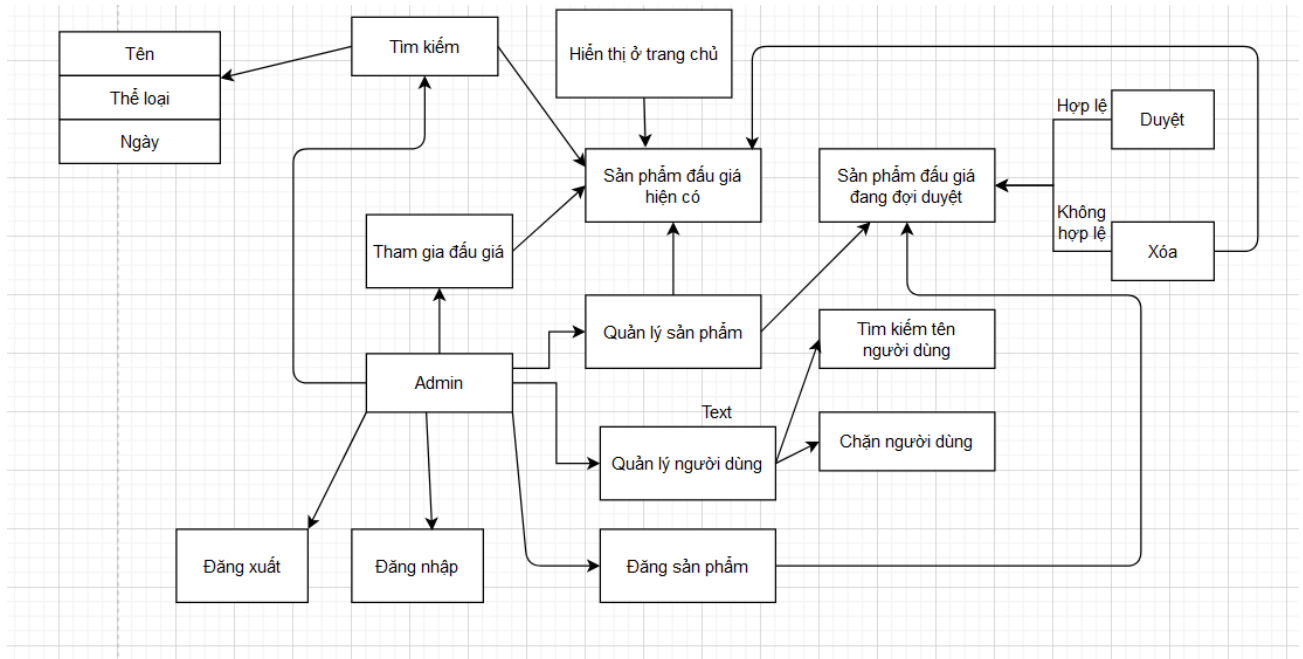 Tên
Thể loại
Ngày
Tìm kiếm
Hiển thị ở trang chủ
Hợp lệ
Duyệt
Sản phẩm đấu giá
hiện có
Sản phẩm đấu giá
đang đợi duyệt
Không
hợp lệ
Xóa
Tham gia đấu giá
Quản lý sản phẩm
Tìm kiếm tên
người dùng
Admin
Text
Quản lý người dùng
Chặn người dùng
Đăng xuất
Đăng nhập
Đăng sản phẩm